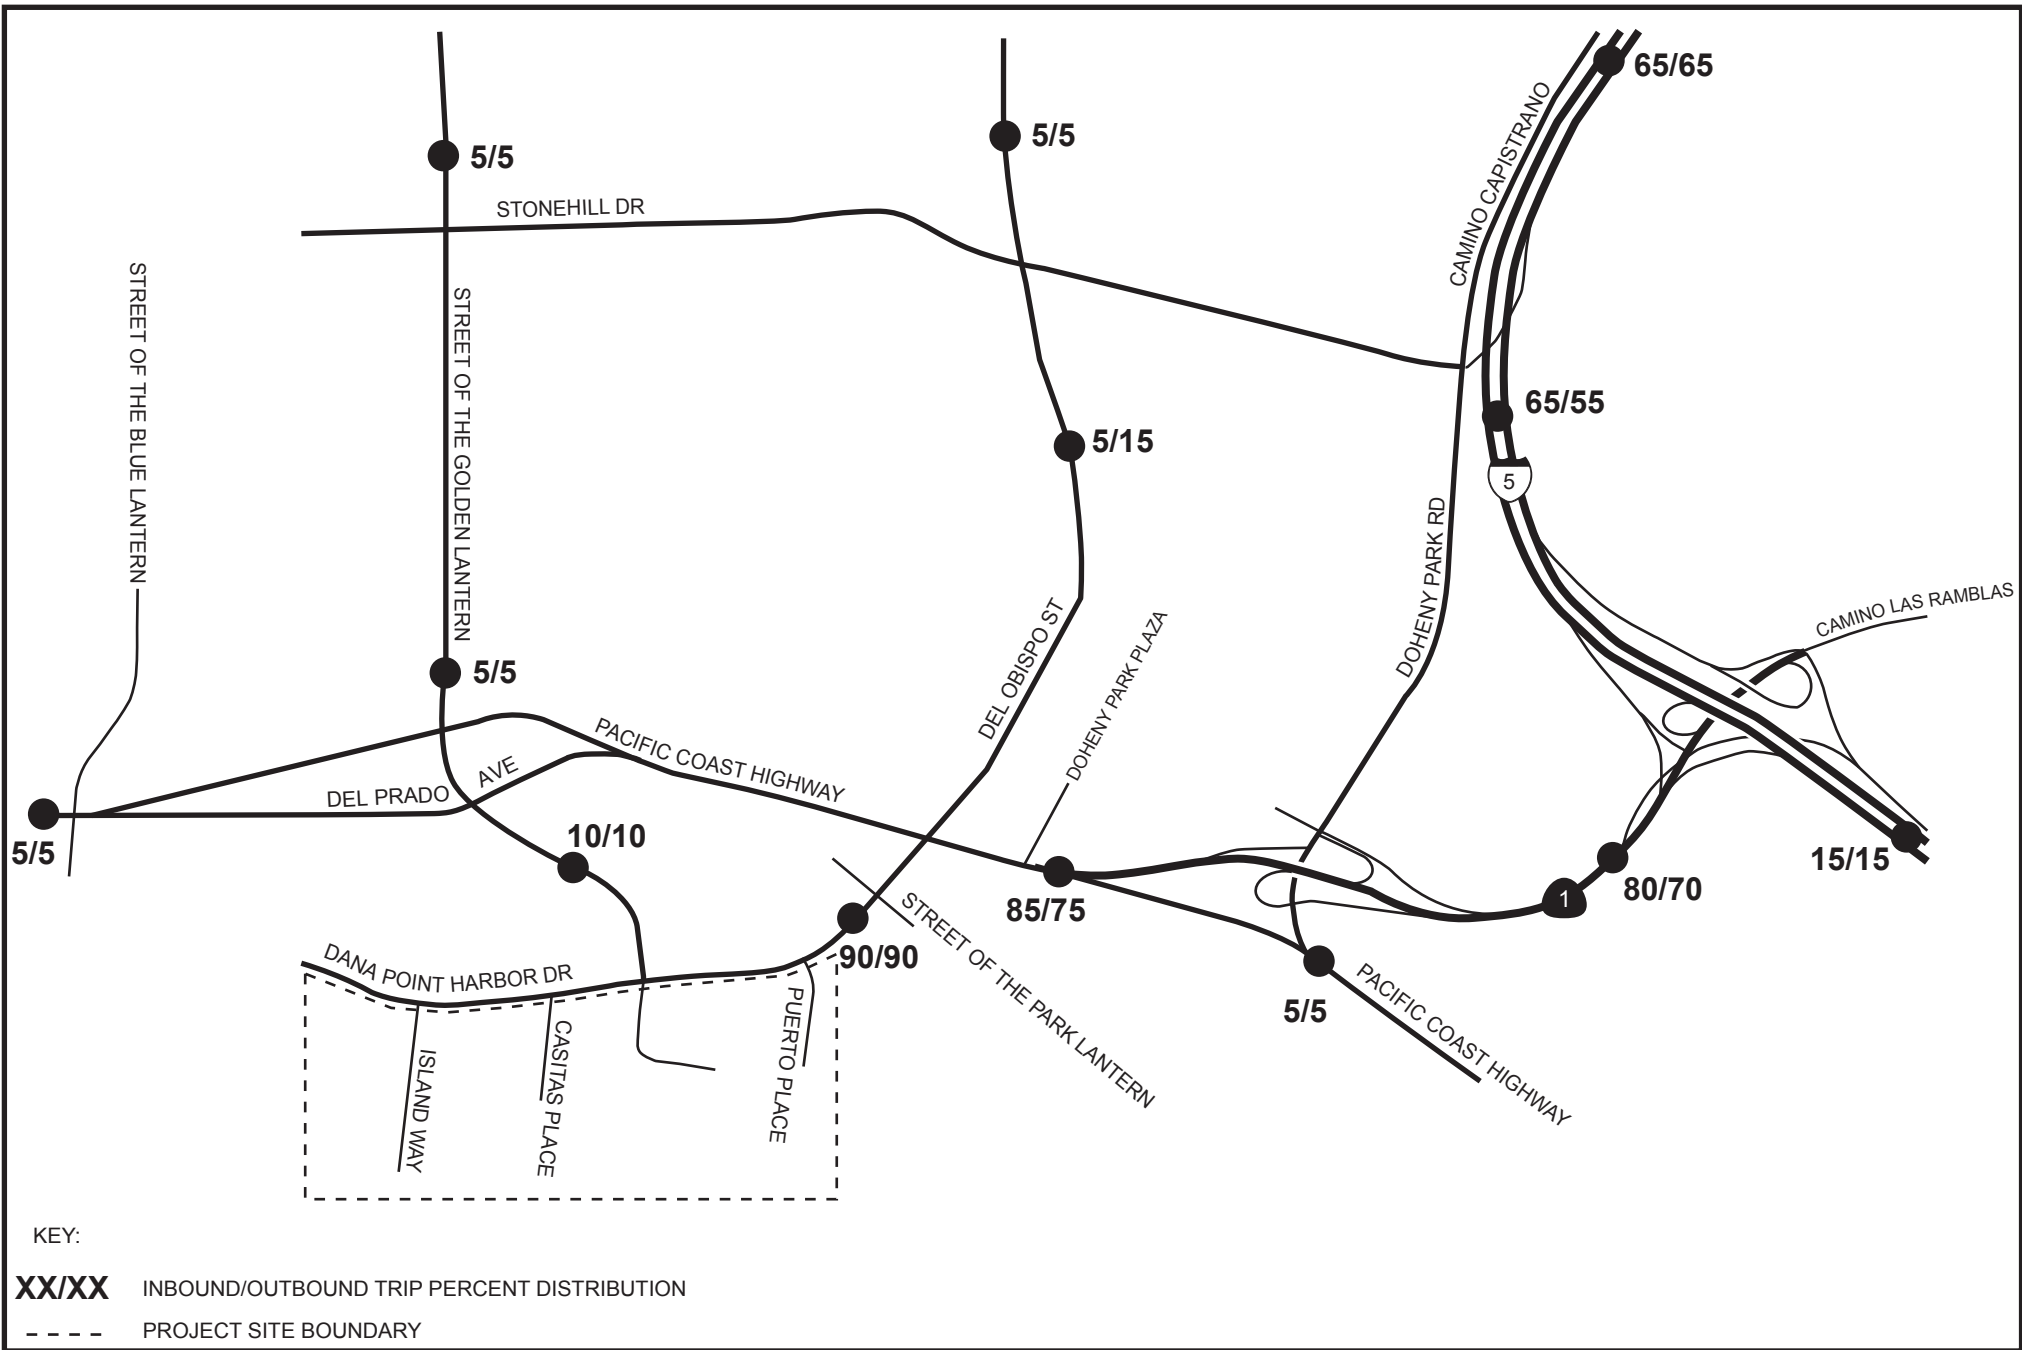 65/65
5/5
5/5
CAMINO CAPISTRANO
STONEHILL DR
STREET OF THE BLUE LANTERN
STREET OF THE GOLDEN LANTERN
65/55
5/15
5
DOHENY PARK RD
CAMINO LAS RAMBLAS
DEL OBISPO ST
DOHENY PARK PLAZA
5/5
PACIFIC COAST HIGHWAY
DEL PRADO AVE
5/5
10/10
15/15
80/70
1
85/75
90/90
STREET OF THE PARK LANTERN
DANA POINT HARBOR DR
5/5
PACIFIC COAST HIGHWAY
ISLAND WAY
CASITAS PLACE
PUERTO PLACE
KEY:
XX/XX INBOUND/OUTBOUND TRIP PERCENT DISTRIBUTION
PROJECT SITE BOUNDARY